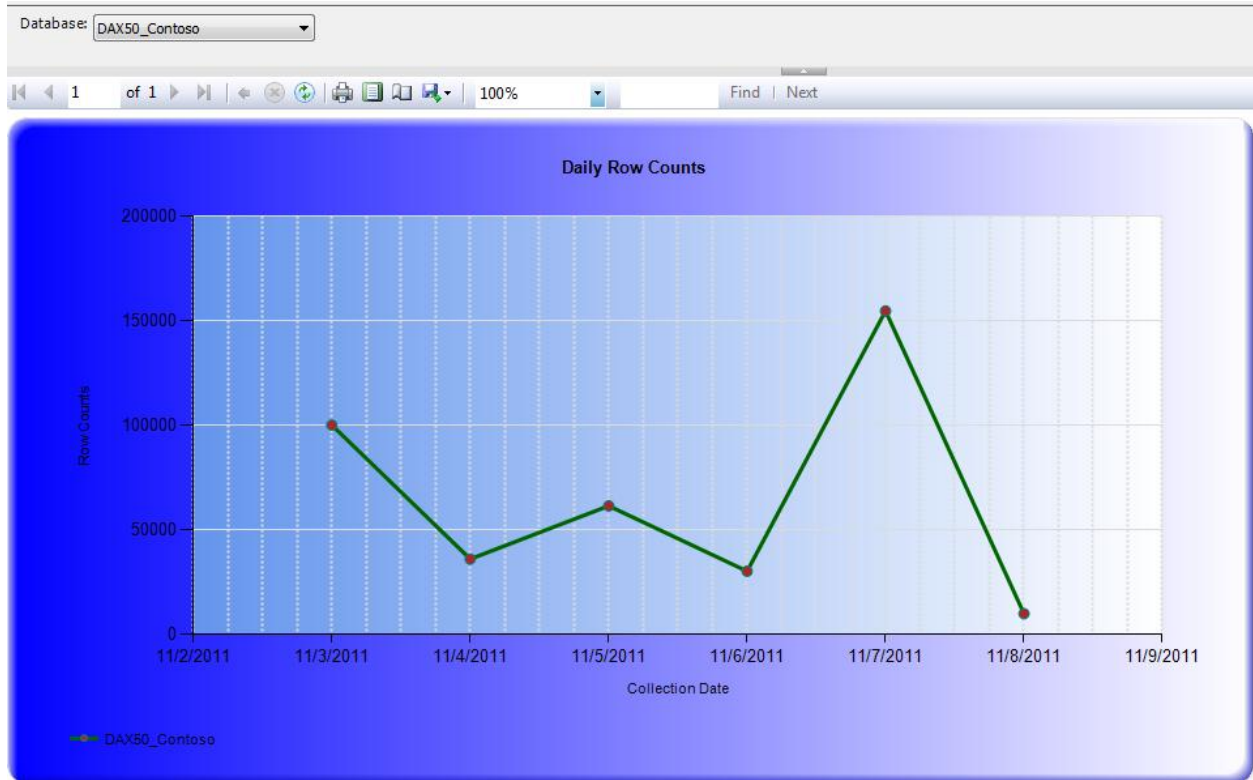 Database: DAX50_Contoso
1 of 1 100% Find | Next
Daily Row Counts
200000
150000
100000
50000
0
Row Counts
11/2/2011 11/3/2011 11/4/2011 11/5/2011 11/6/2011 11/7/2011 11/8/2011 11/9/2011
Collection Date
DAX50_Contoso